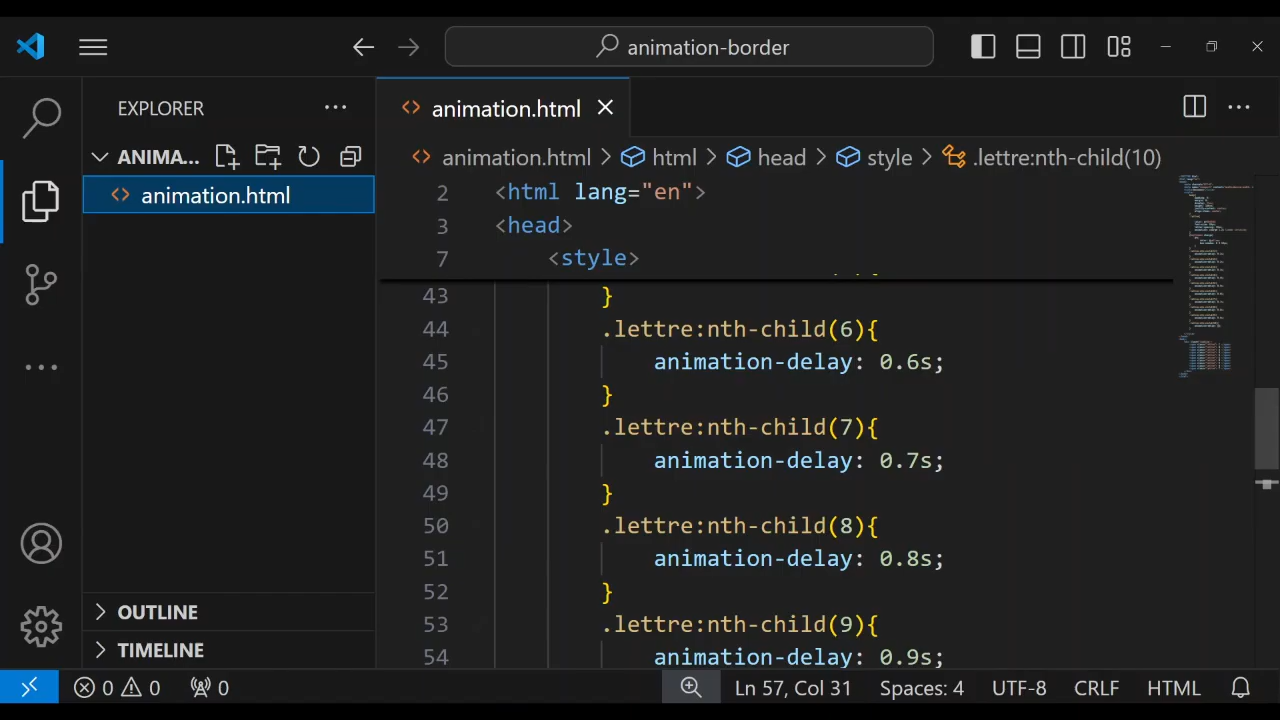 animation-border
EXPLORER
ANIMA...
animation.html
OUTLINE
TIMELINE
animation.html
animation.html > html > head > style > .lettre:nth-child(10)
2 <html lang="en">
3 <head>
7 <style>
43 }
44 .lettre:nth-child(6){
45 animation-delay: 0.6s;
46 }
47 .lettre:nth-child(7){
48 animation-delay: 0.7s;
49 }
50 .lettre:nth-child(8){
51 animation-delay: 0.8s;
52 }
53 .lettre:nth-child(9){
54 animation-delay: 0.9s;
0 0 0 Ln 57, Col 31 Spaces: 4 UTF-8 CRLF HTML